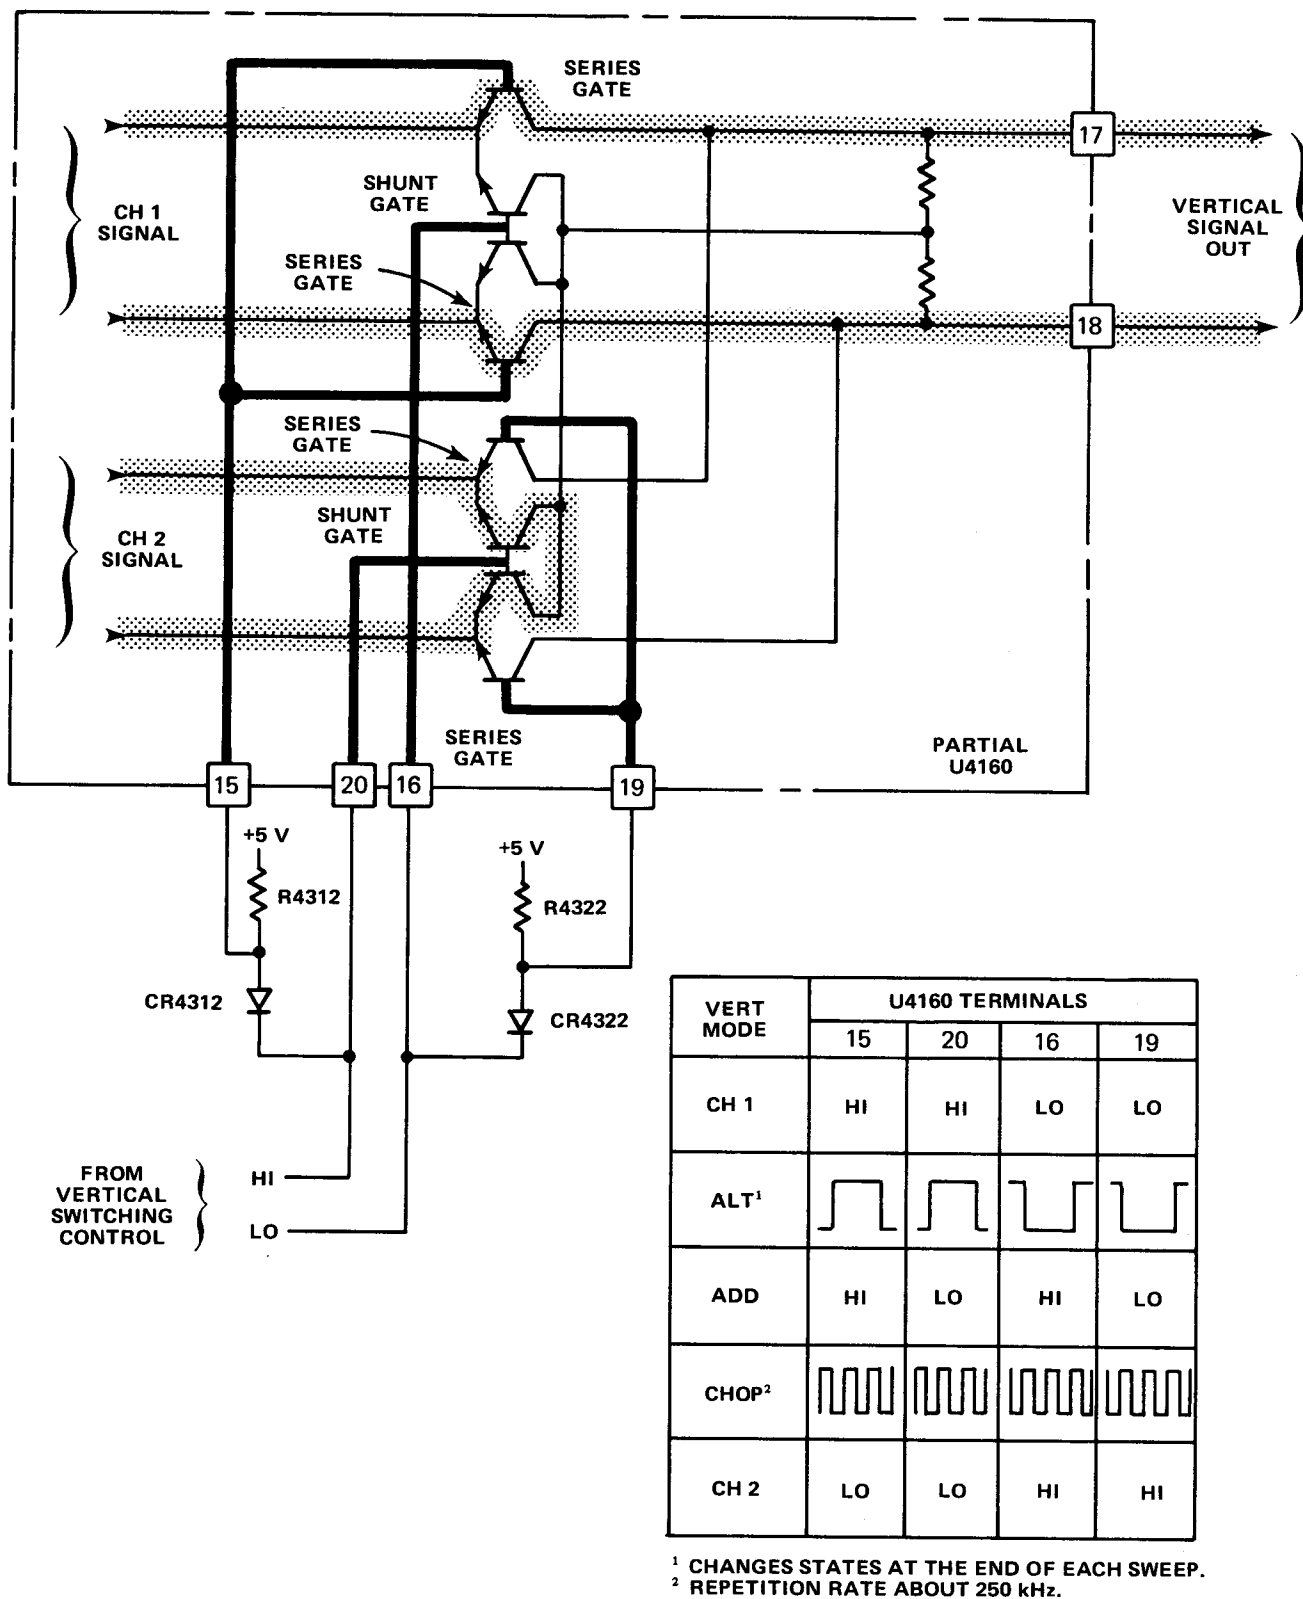 SERIES
GATE
17
SHUNT
GATE
CH 1
SIGNAL
VERTICAL
SIGNAL
OUT
SERIES
GATE
18
SERIES
GATE
SHUNT
GATE
CH 2
SIGNAL
SERIES
GATE
PARTIAL
U4160
15
20
16
19
+5 V
R4312
+5 V
R4322
CR4312
CR4322
FROM
VERTICAL
SWITCHING
CONTROL
HI
LO
VERT
MODE
U4160 TERMINALS
15 20 16 19
CH 1 HI HI LO LO
ALT¹
ADD HI LO HI LO
CHOP²
CH 2 LO LO HI HI
¹ CHANGES STATES AT THE END OF EACH SWEEP.
² REPETITION RATE ABOUT 250 kHz.